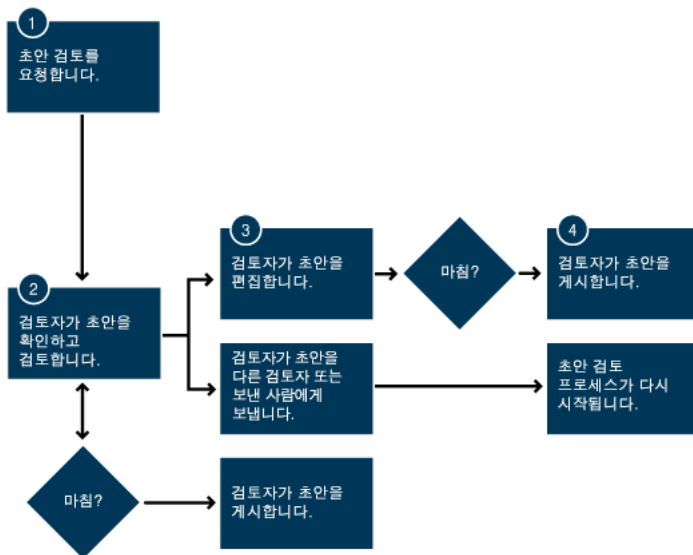 1
초안 검토를
요청합니다.
2
검토자가 초안을
확인하고
검토합니다.
3
검토자가 초안을
편집합니다.
마침?
4
검토자가 초안을
게시합니다.
검토자가 초안을
다른 검토자 또는
보낸 사람에게
보냅니다.
초안 검토
프로세스가 다시
시작됩니다.
마침?
검토자가 초안을
게시합니다.